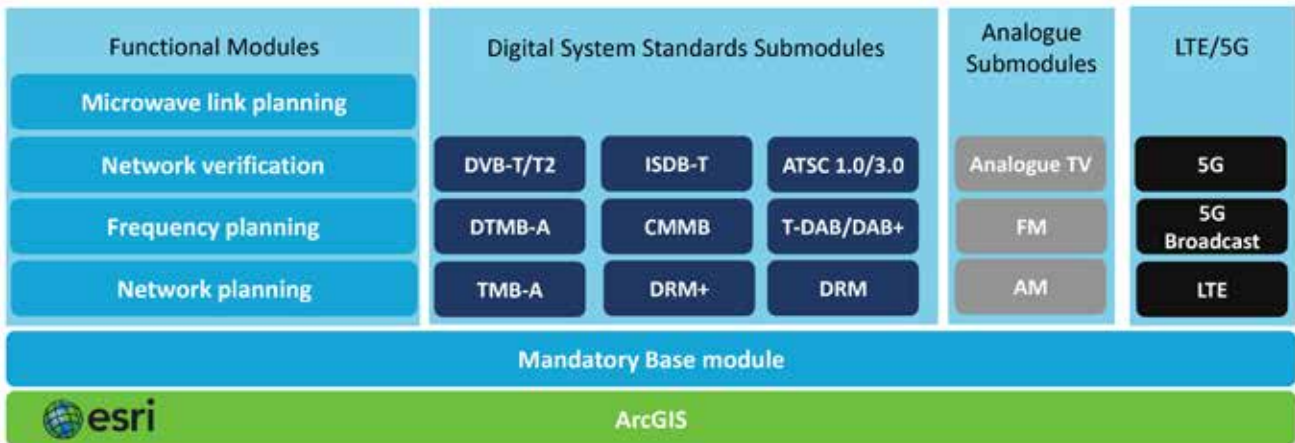 Functional Modules
Microwave link planning
Network verification
Frequency planning
Network planning
Digital System Standards Submodules
DVB-T/T2
ISDB-T
ATSC 1.0/3.0
DTMB-A
CMMB
T-DAB/DAB+
TMB-A
DRM+
DRM
Analogue
Submodules
Analogue TV
FM
AM
LTE/5G
5G
5G
Broadcast
LTE
Mandatory Base module
esri
ArcGIS